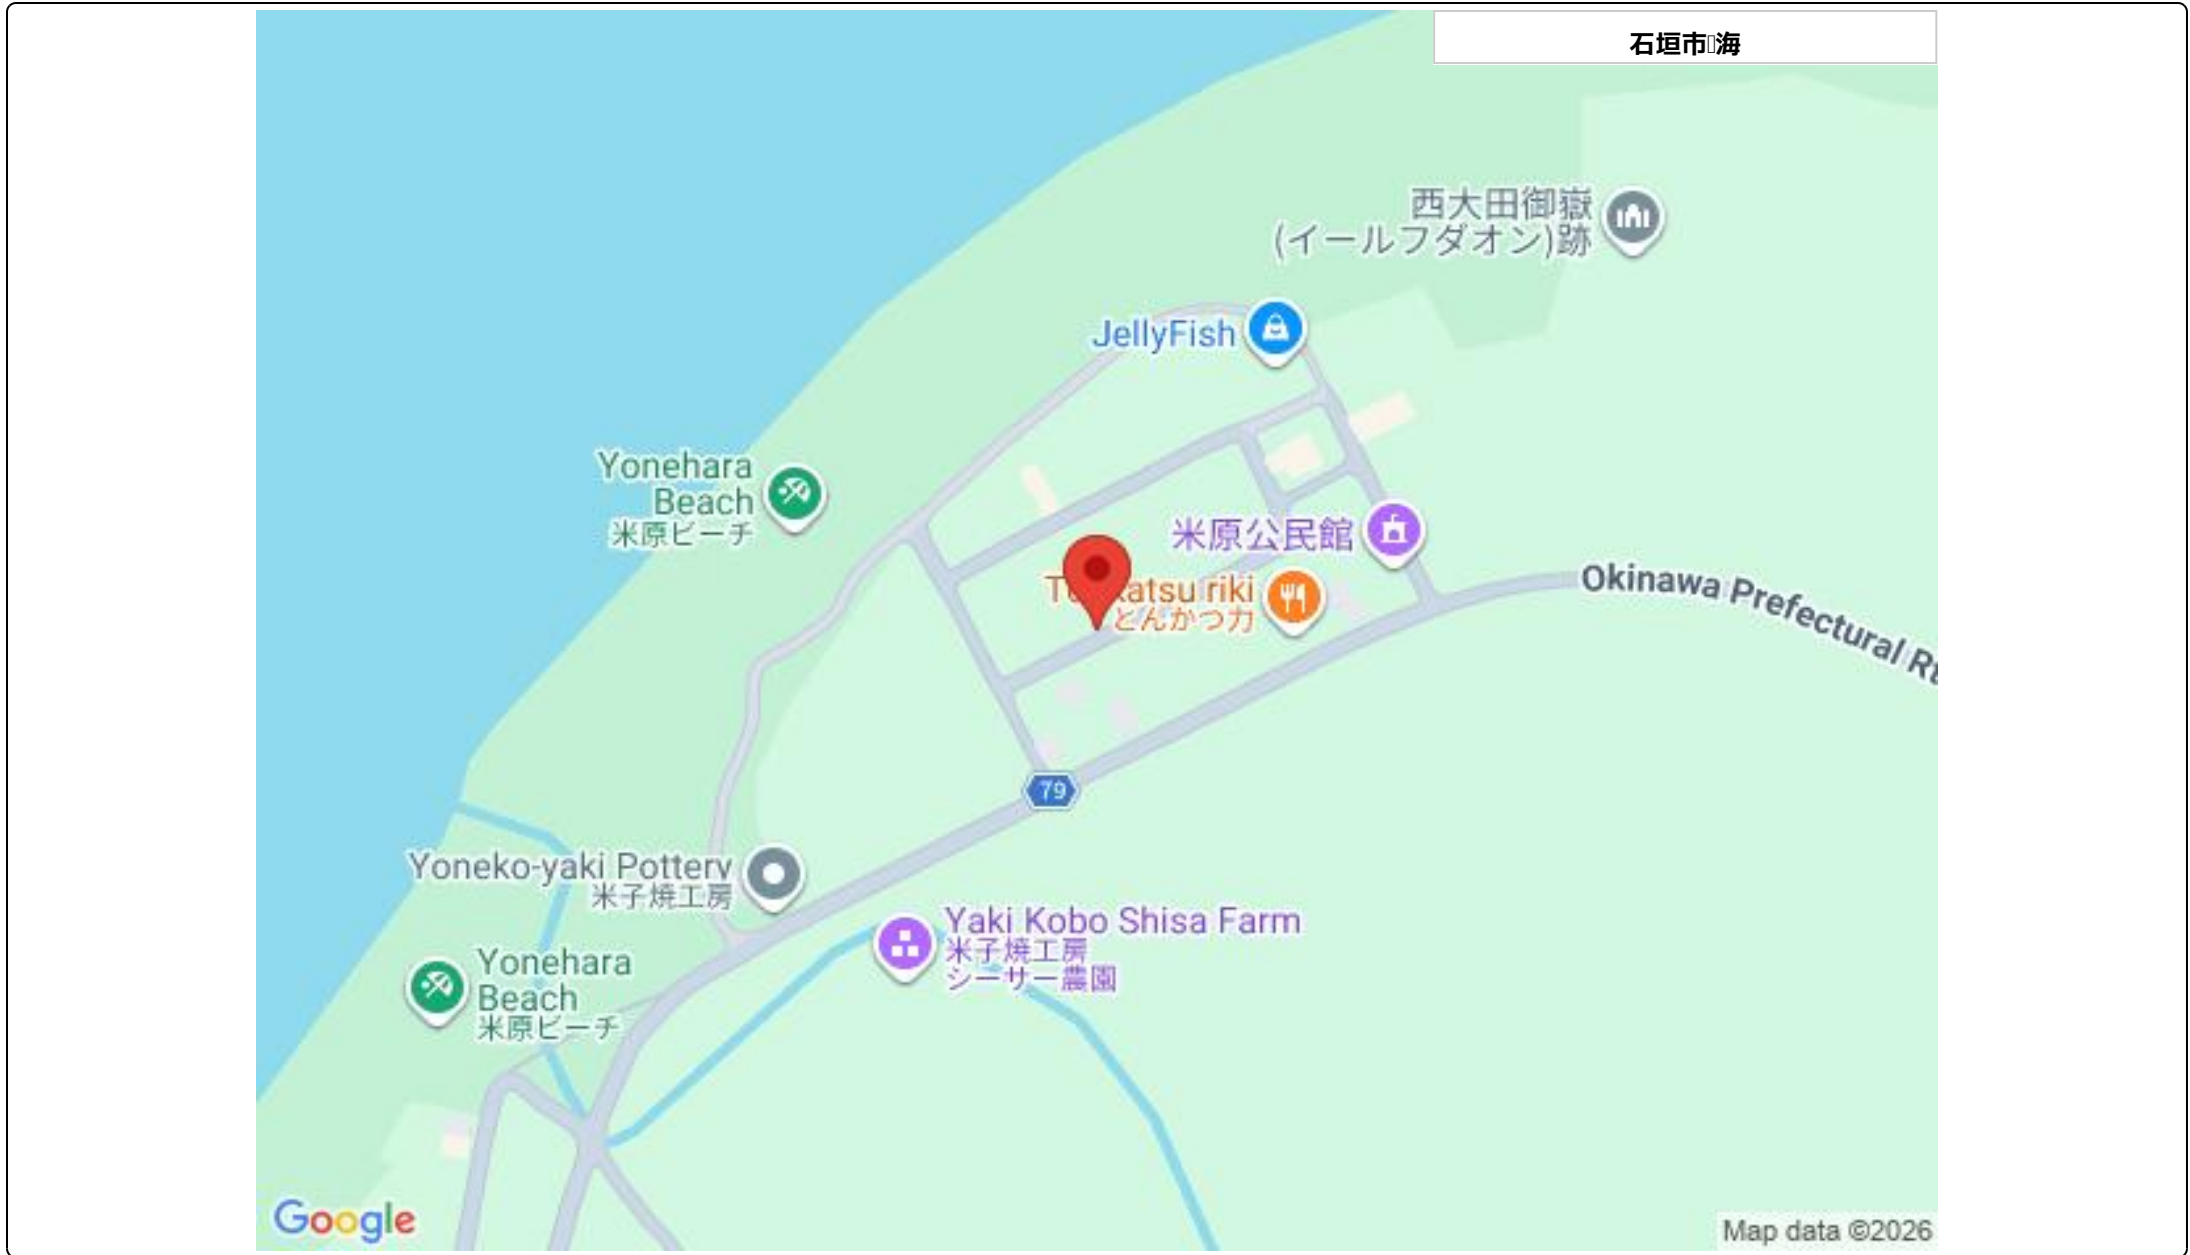 石垣市▯海
西大田御嶽
(イールフダオン)跡
JellyFish
Yonehara
Beach
米原ビーチ
米原公民館
katsu riki
とんかつ力
Okinawa Prefectural Rt
79
Yoneko-yaki Pottery
米子焼工房
Yaki Kobo Shisa Farm
米子焼工房
シーサー農園
Yonehara
Beach
米原ビーチ
Google
Map data ©2026